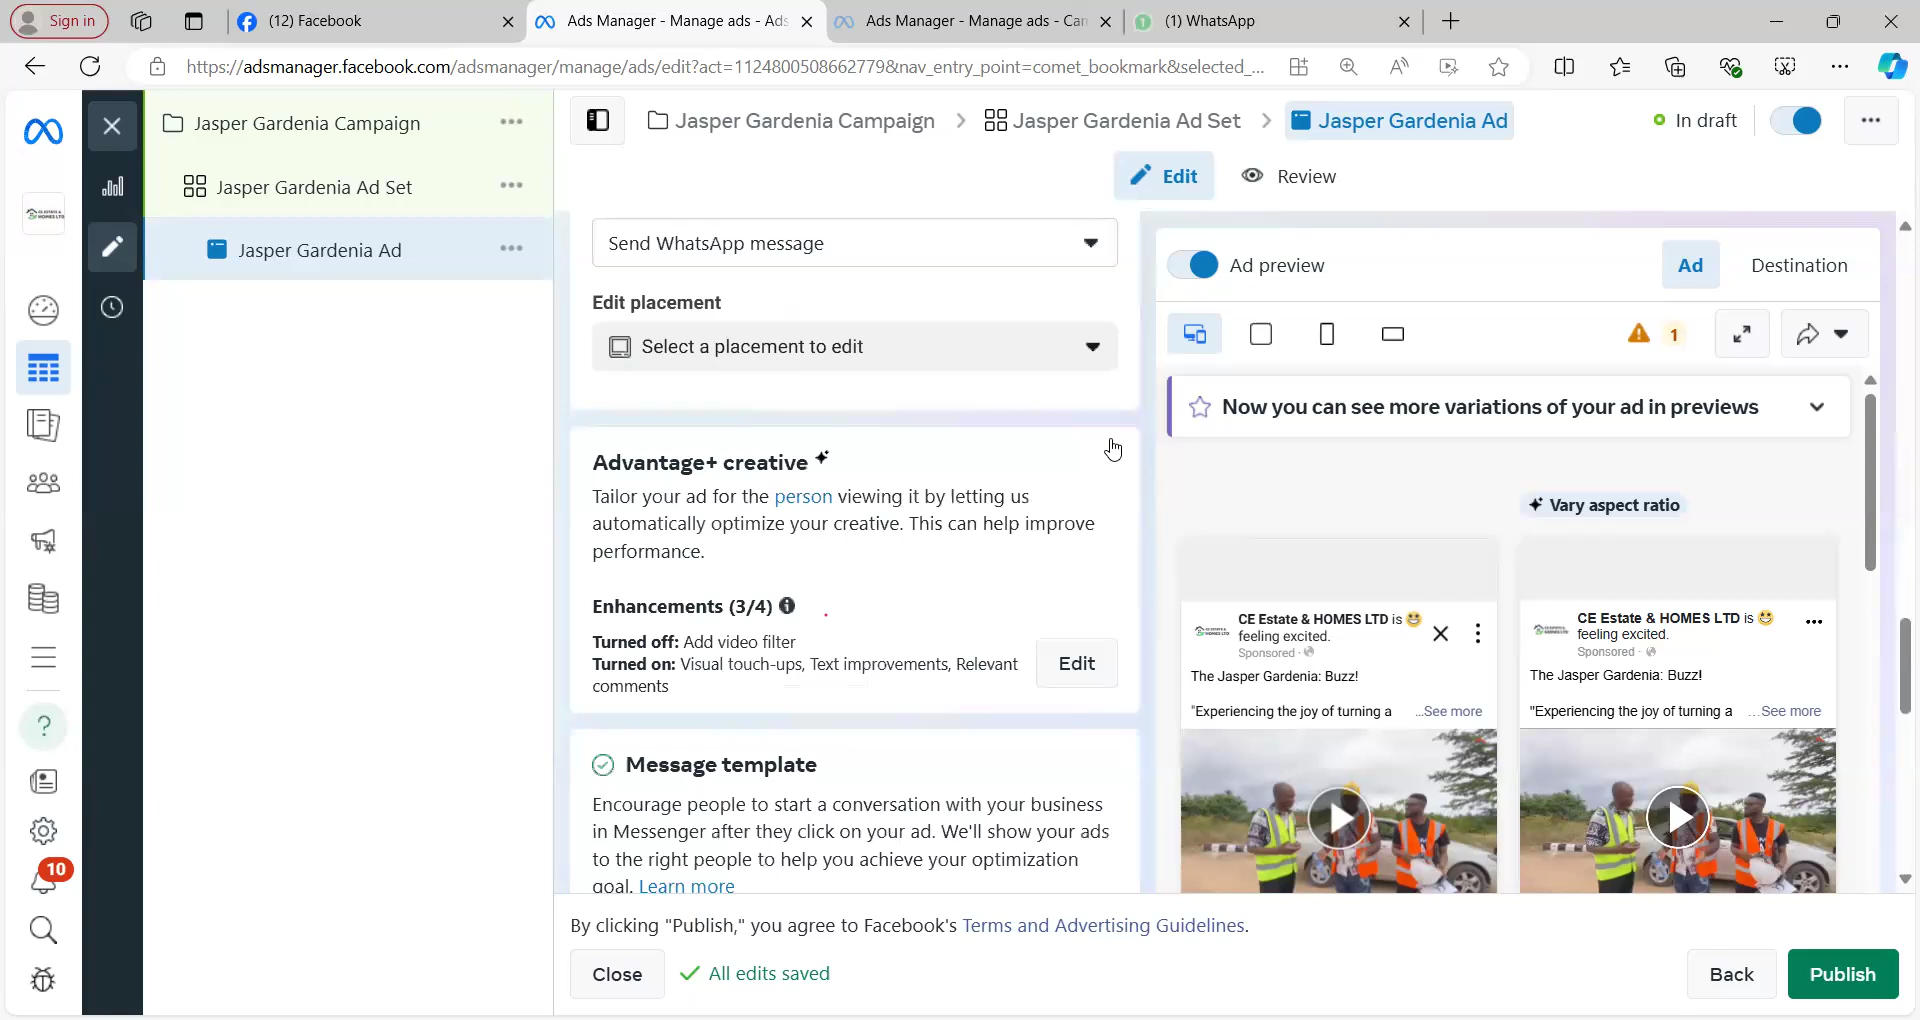 Sign in
(12) Facebook
Ads Manager - Manage ads - Ads
Ads Manager - Manage ads - Cam
1
(1) WhatsApp
https://adsmanager.facebook.com/adsmanager/manage/ads/edit?act=1124800508662779&nav_entry_point=comet_bookmark&selected_...
Jasper Gardenia Campaign
Jasper Gardenia Ad Set
Jasper Gardenia Ad
Jasper Gardenia Campaign
Jasper Gardenia Ad Set
Jasper Gardenia Ad
In draft
Edit
Review
Send WhatsApp message
Edit placement
Select a placement to edit
Advantage+ creative
Tailor your ad for the person viewing it by letting us
automatically optimize your creative. This can help improve
performance.
Enhancements (3/4)
Turned off: Add video filter
Turned on: Visual touch-ups, Text improvements, Relevant
comments
Edit
Message template
Encourage people to start a conversation with your business
in Messenger after they click on your ad. We'll show your ads
to the right people to help you achieve your optimization
goal. Learn more
Ad preview
Ad
Destination
1
Now you can see more variations of your ad in previews
Vary aspect ratio
CE Estate & HOMES LTD is
feeling excited.
Sponsored ·
The Jasper Gardenia: Buzz!
"Experiencing the joy of turning a ...See more
CE Estate & HOMES LTD is
feeling excited.
Sponsored ·
The Jasper Gardenia: Buzz!
"Experiencing the joy of turning a ...See more
By clicking "Publish," you agree to Facebook's Terms and Advertising Guidelines.
Close
All edits saved
Back
Publish
CE ESTATE &
HOMES LTD
?
10